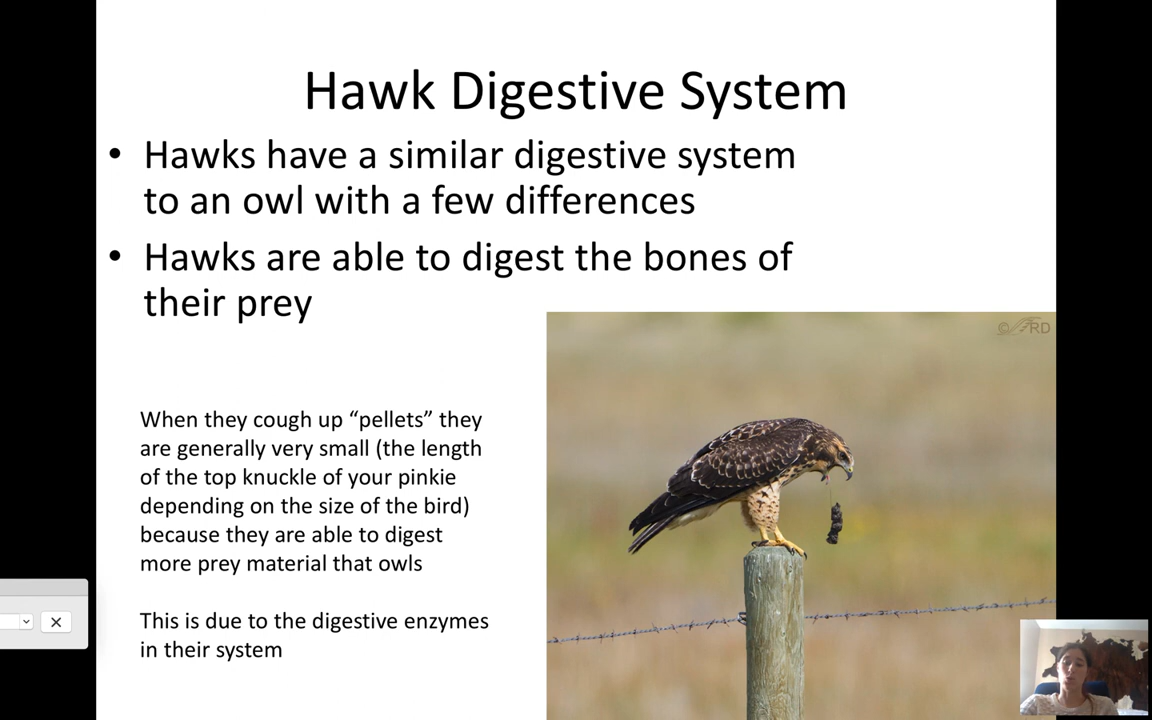 Hawk Digestive System
• Hawks have a similar digestive system
to an owl with a few differences
• Hawks are able to digest the bones of
their prey
©FRD
When they cough up “pellets” they
are generally very small (the length
of the top knuckle of your pinkie
depending on the size of the bird)
because they are able to digest
more prey material that owls
This is due to the digestive enzymes
in their system